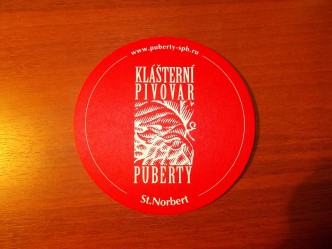 www.puberty-spb.ru
KLÁŠTERNÍ
PIVOVAR
PUBERTY
St.Norbert